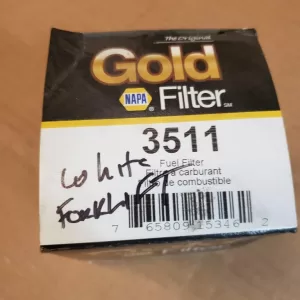 The Original
Gold
NAPA ® Filter SM
3511
Fuel Filter
Filtre a carburant
Filtro de combustible
White
Forklift
7 65809 15346 2